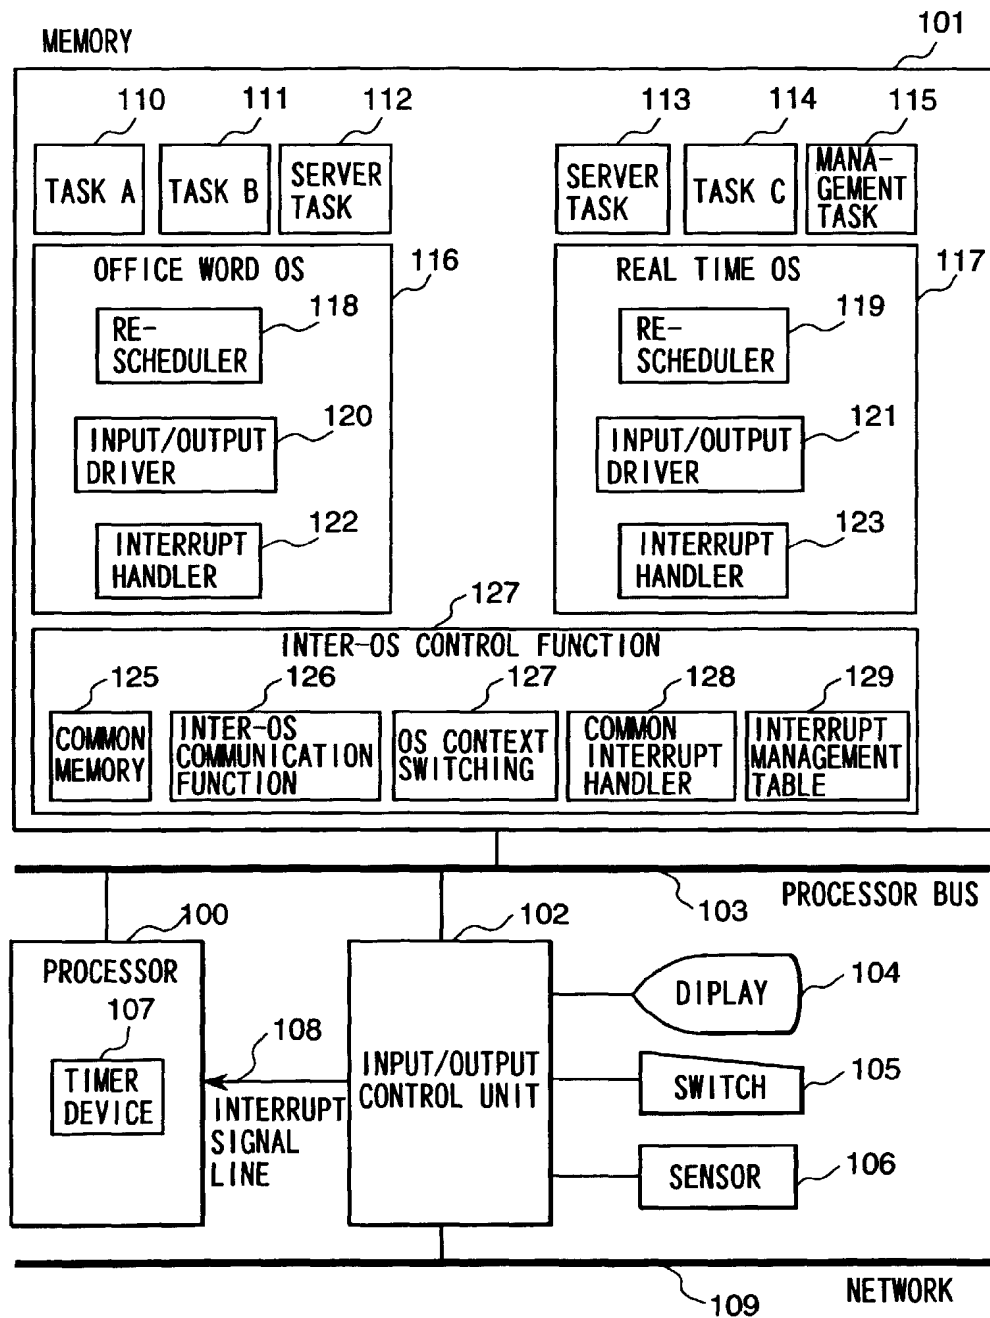 MEMORY
101
110
111
112
113
114
115
TASK A
TASK B
SERVER
TASK
SERVER
TASK
TASK C
MANA-
GEMENT
TASK
OFFICE WORD OS
116
REAL TIME OS
117
118
RE-
SCHEDULER
119
RE-
SCHEDULER
120
INPUT/OUTPUT
DRIVER
121
INPUT/OUTPUT
DRIVER
122
INTERRUPT
HANDLER
123
INTERRUPT
HANDLER
127
INTER-OS CONTROL FUNCTION
125
126
127
128
129
COMMON
MEMORY
INTER-OS
COMMUNICATION
FUNCTION
OS CONTEXT
SWITCHING
COMMON
INTERRUPT
HANDLER
INTERRUPT
MANAGEMENT
TABLE
PROCESSOR BUS
103
100
102
PROCESSOR
107
TIMER
DEVICE
108
INTERRUPT
SIGNAL
LINE
INPUT/OUTPUT
CONTROL UNIT
DIPLAY
104
SWITCH
105
SENSOR
106
NETWORK
109